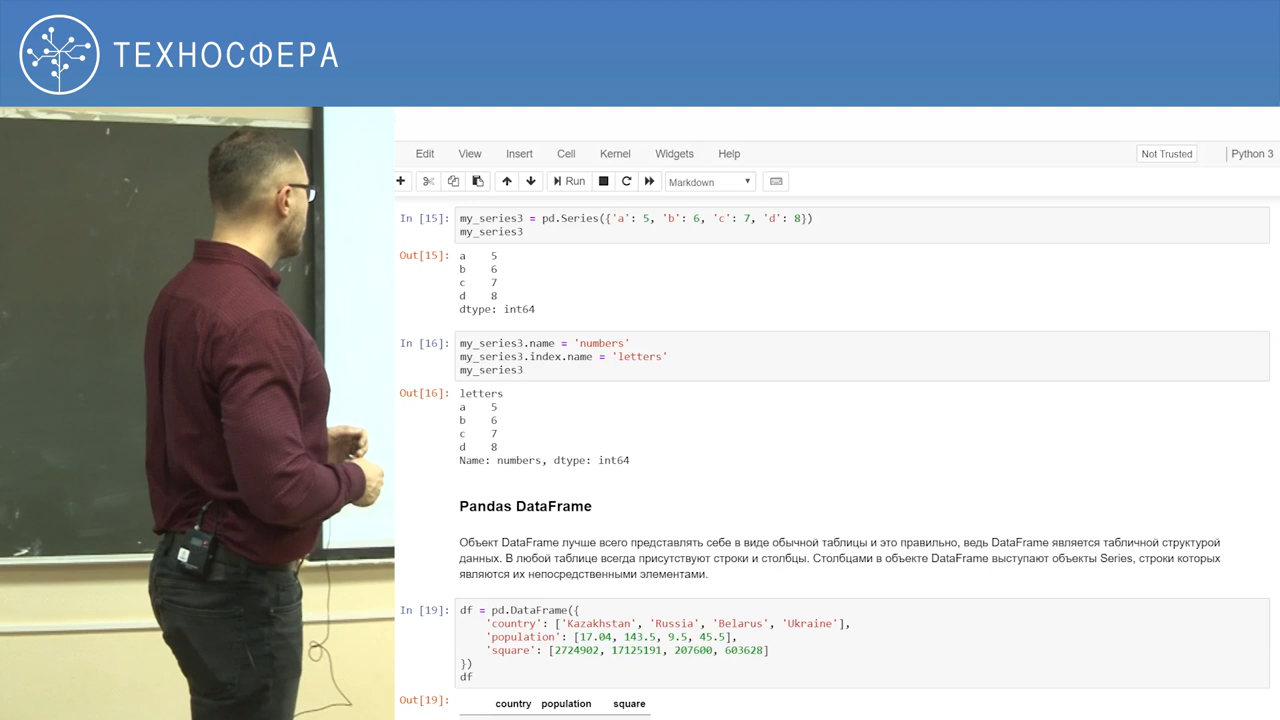 ТЕХНОСФЕРА
Edit View Insert Cell Kernel Widgets Help Not Trusted Python 3
Run Markdown
In [15]: my_series3 = pd.Series({'a': 5, 'b': 6, 'c': 7, 'd': 8})
my_series3
Out[15]: a 5
b 6
c 7
d 8
dtype: int64
In [16]: my_series3.name = 'numbers'
my_series3.index.name = 'letters'
my_series3
Out[16]: letters
a 5
b 6
c 7
d 8
Name: numbers, dtype: int64
Pandas DataFrame
Объект DataFrame лучше всего представлять себе в виде обычной таблицы и это правильно, ведь DataFrame является табличной структурой
данных. В любой таблице всегда присутствуют строки и столбцы. Столбцами в объекте DataFrame выступают объекты Series, строки которых
являются их непосредственными элементами.
In [19]: df = pd.DataFrame({
'country': ['Kazakhstan', 'Russia', 'Belarus', 'Ukraine'],
'population': [17.04, 143.5, 9.5, 45.5],
'square': [2724902, 17125191, 207600, 603628]
})
df
Out[19]: country population square